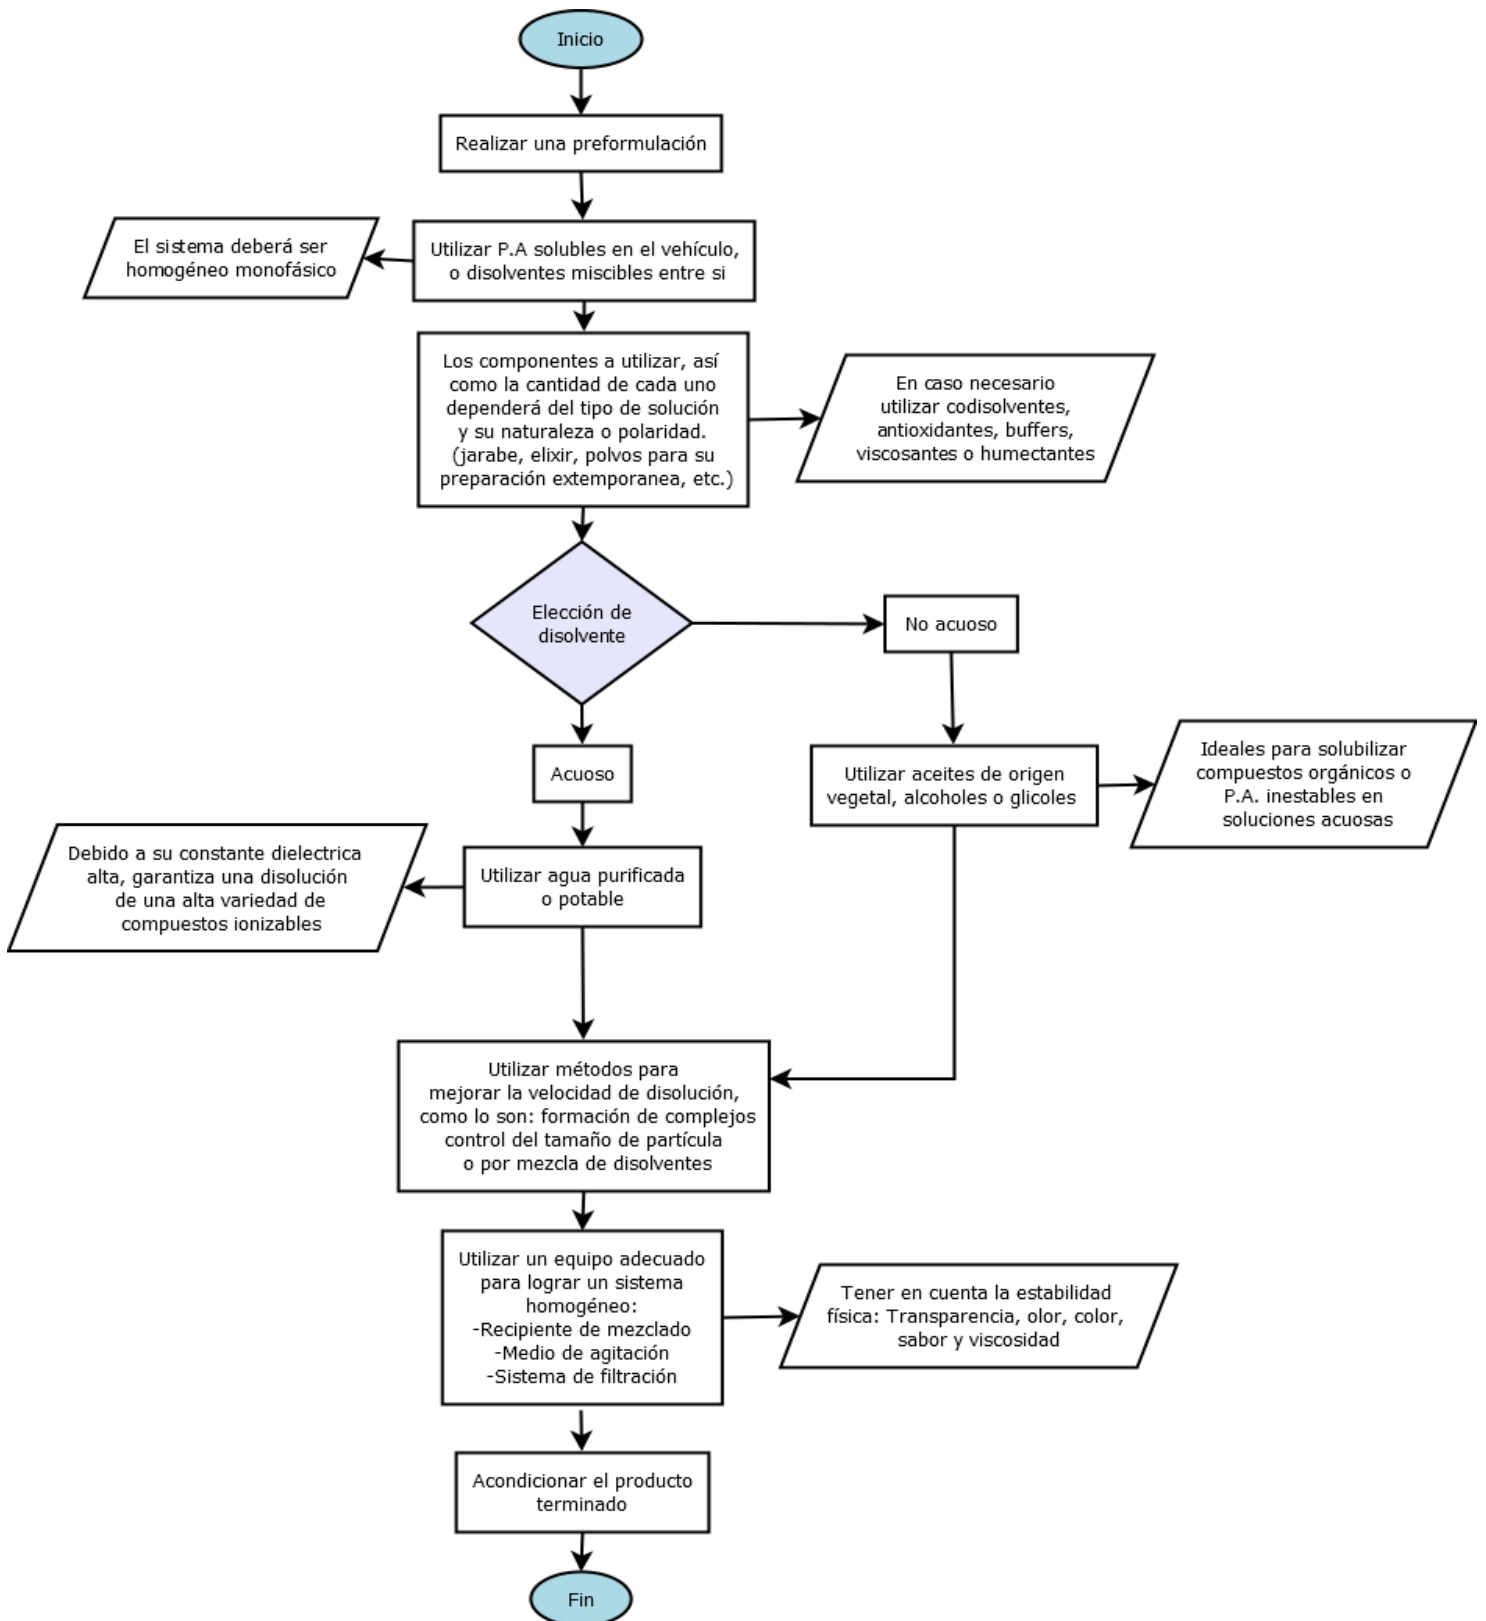 Inicio
Realizar una preformulación
El sistema deberá ser
homogéneo monofásico
Utilizar P.A solubles en el vehículo,
o disolventes miscibles entre si
Los componentes a utilizar, así
como la cantidad de cada uno
dependerá del tipo de solución
y su naturaleza o polaridad.
(jarabe, elixir, polvos para su
preparación extemporanea, etc.)
En caso necesario
utilizar codisolventes,
antioxidantes, buffers,
viscosantes o humectantes
Elección de
disolvente
No acuoso
Acuoso
Utilizar aceites de origen
vegetal, alcoholes o glicoles
Ideales para solubilizar
compuestos orgánicos o
P.A. inestables en
soluciones acuosas
Debido a su constante dielectrica
alta, garantiza una disolución
de una alta variedad de
compuestos ionizables
Utilizar agua purificada
o potable
Utilizar métodos para
mejorar la velocidad de disolución,
como lo son: formación de complejos
control del tamaño de partícula
o por mezcla de disolventes
Utilizar un equipo adecuado
para lograr un sistema
homogéneo:
-Recipiente de mezclado
-Medio de agitación
-Sistema de filtración
Tener en cuenta la estabilidad
física: Transparencia, olor, color,
sabor y viscosidad
Acondicionar el producto
terminado
Fin